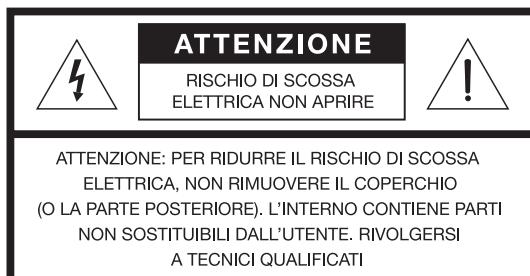 ATTENZIONE
RISCHIO DI SCOSSA
ELETTRICA NON APRIRE
ATTENZIONE: PER RIDURRE IL RISCHIO DI SCOSSA
ELETTRICA, NON RIMUOVERE IL COPERCHIO
(O LA PARTE POSTERIORE). L'INTERNO CONTIENE PARTI
NON SOSTITUIBILI DALL'UTENTE. RIVOLGERSI
A TECNICI QUALIFICATI